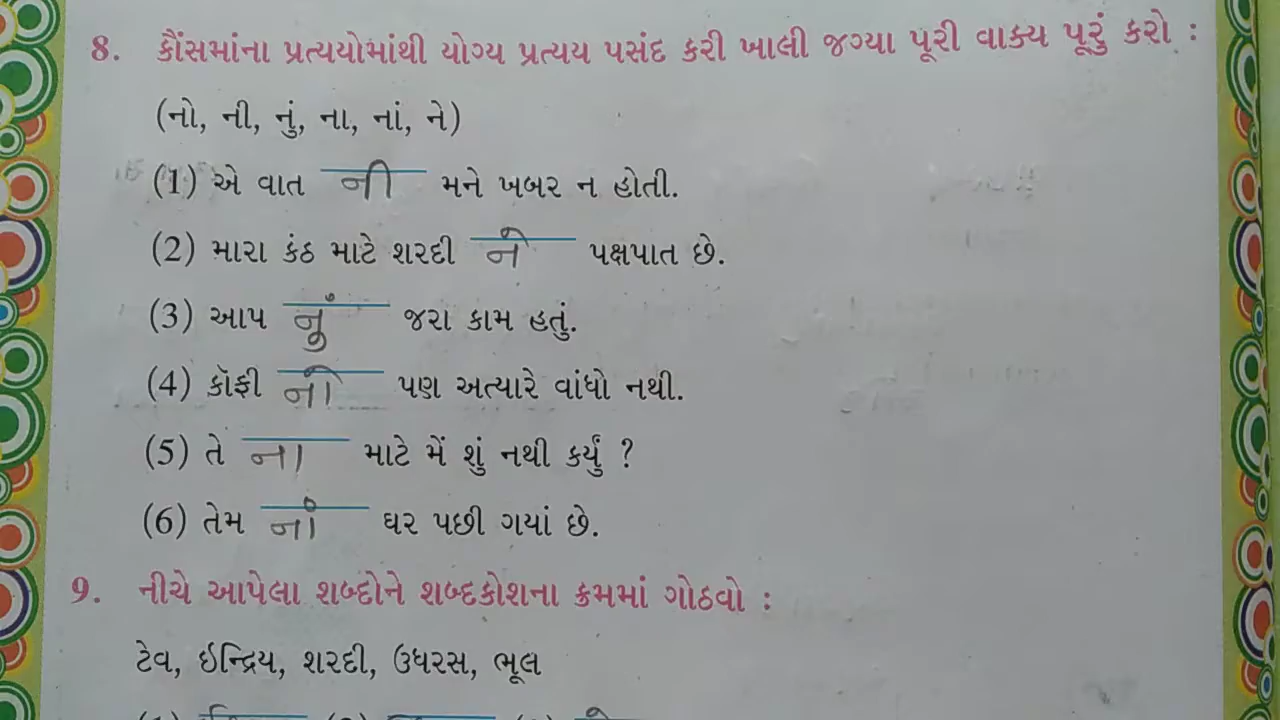 8. કૌંસમાંના પ્રત્યયોમાંથી યોગ્ય પ્રત્યય પસંદ કરી ખાલી જગ્યા પૂરી વાક્ય પૂરું કરો :
(નો, ની, નું, ના, નાં, ને)
(1) એ વાત ની મને ખબર ન હોતી.
(2) મારા કંઠ માટે શરદી ને પક્ષપાત છે.
(3) આપ નું જરા કામ હતું.
(4) કૉફી નો પણ અત્યારે વાંધો નથી.
(5) તે ના માટે મેં શું નથી કર્યું ?
(6) તેમ નાં ઘર પછી ગયાં છે.
9. નીચે આપેલા શબ્દોને શબ્દકોશના ક્રમમાં ગોઠવો :
ટેવ, ઇન્દ્રિય, શરદી, ઉધરસ, ભૂલ